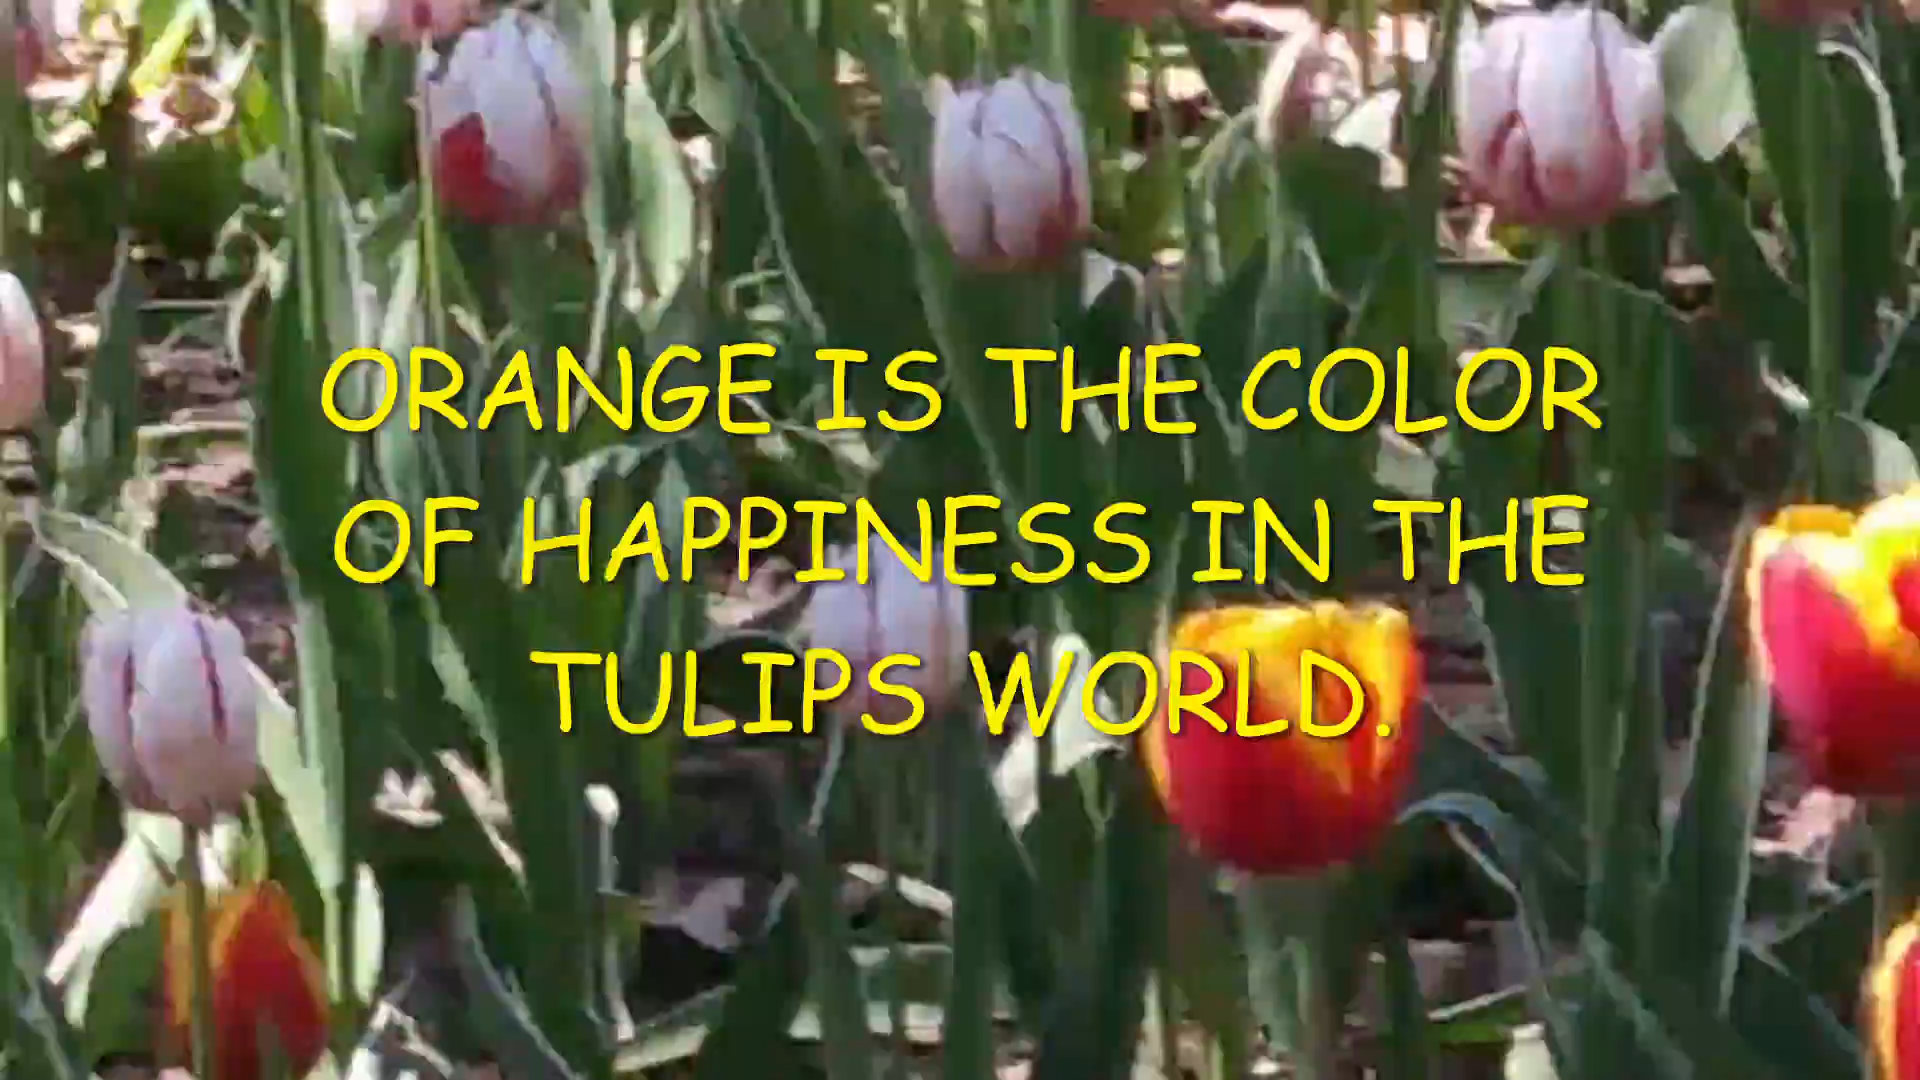 ORANGE IS THE COLOR
OF HAPPINESS IN THE
TULIPS WORLD.